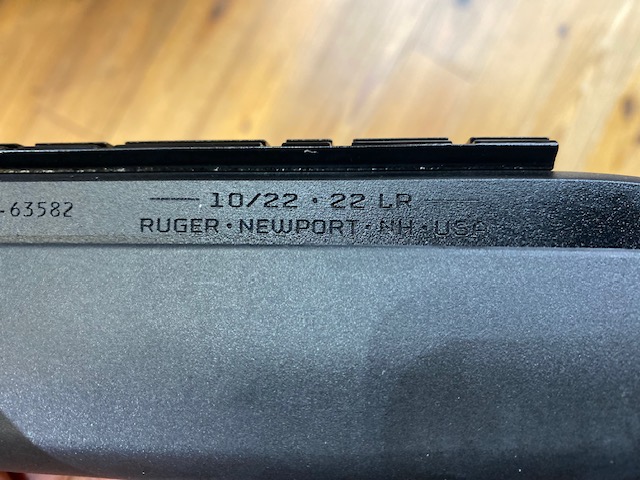 -63582
10/22 · 22 LR
RUGER · NEWPORT · NH · USA